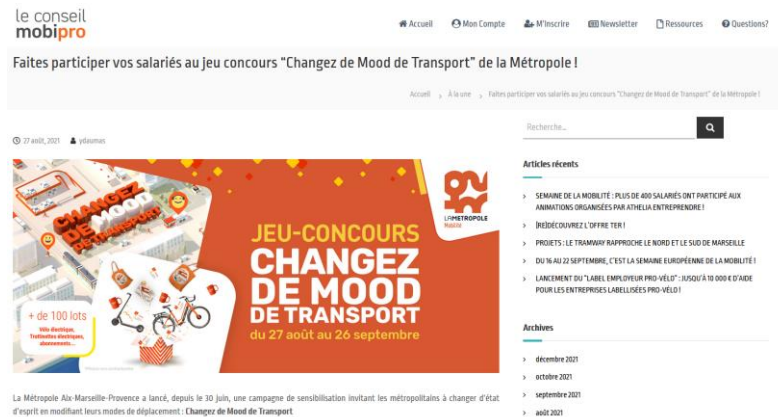 le conseil
mobipro
Accueil Mon Compte M'Inscrire Newsletter Ressources Questions?
Faites participer vos salariés au jeu concours "Changez de Mood de Transport" de la Métropole !
Accueil > À la une > Faites participer vos salariés au jeu concours "Changez de Mood de Transport" de la Métropole !
27 août, 2021 ydaumas
CHANGEZ
DE MOOD
DE TRANSPORT
+ de 100 lots
Vélo électrique,
Trottinettes électriques,
abonnements...
JEU-CONCOURS
CHANGEZ
DE MOOD
DE TRANSPORT
du 27 août au 26 septembre
LAMETROPOLE
Mobilité
La Métropole Aix-Marseille-Provence a lancé, depuis le 30 juin, une campagne de sensibilisation invitant les métropolitains à changer d'état
d'esprit en modifiant leurs modes de déplacement : Changez de Mood de Transport
Recherche...
Articles récents
> SEMAINE DE LA MOBILITÉ : PLUS DE 400 SALARIÉS ONT PARTICIPÉ AUX
ANIMATIONS ORGANISÉES PAR ATHELIA ENTREPRENDRE !
> [RE]DÉCOUVREZ L'OFFRE TER !
> PROJETS : LE TRAMWAY RAPPROCHE LE NORD ET LE SUD DE MARSEILLE
> DU 16 AU 22 SEPTEMBRE, C'EST LA SEMAINE EUROPÉENNE DE LA MOBILITÉ !
> LANCEMENT DU "LABEL EMPLOYEUR PRO-VÉLO" : JUSQU'À 10 000 € D'AIDE
POUR LES ENTREPRISES LABELLISÉES PRO-VÉLO !
Archives
> décembre 2021
> octobre 2021
> septembre 2021
> août 2021